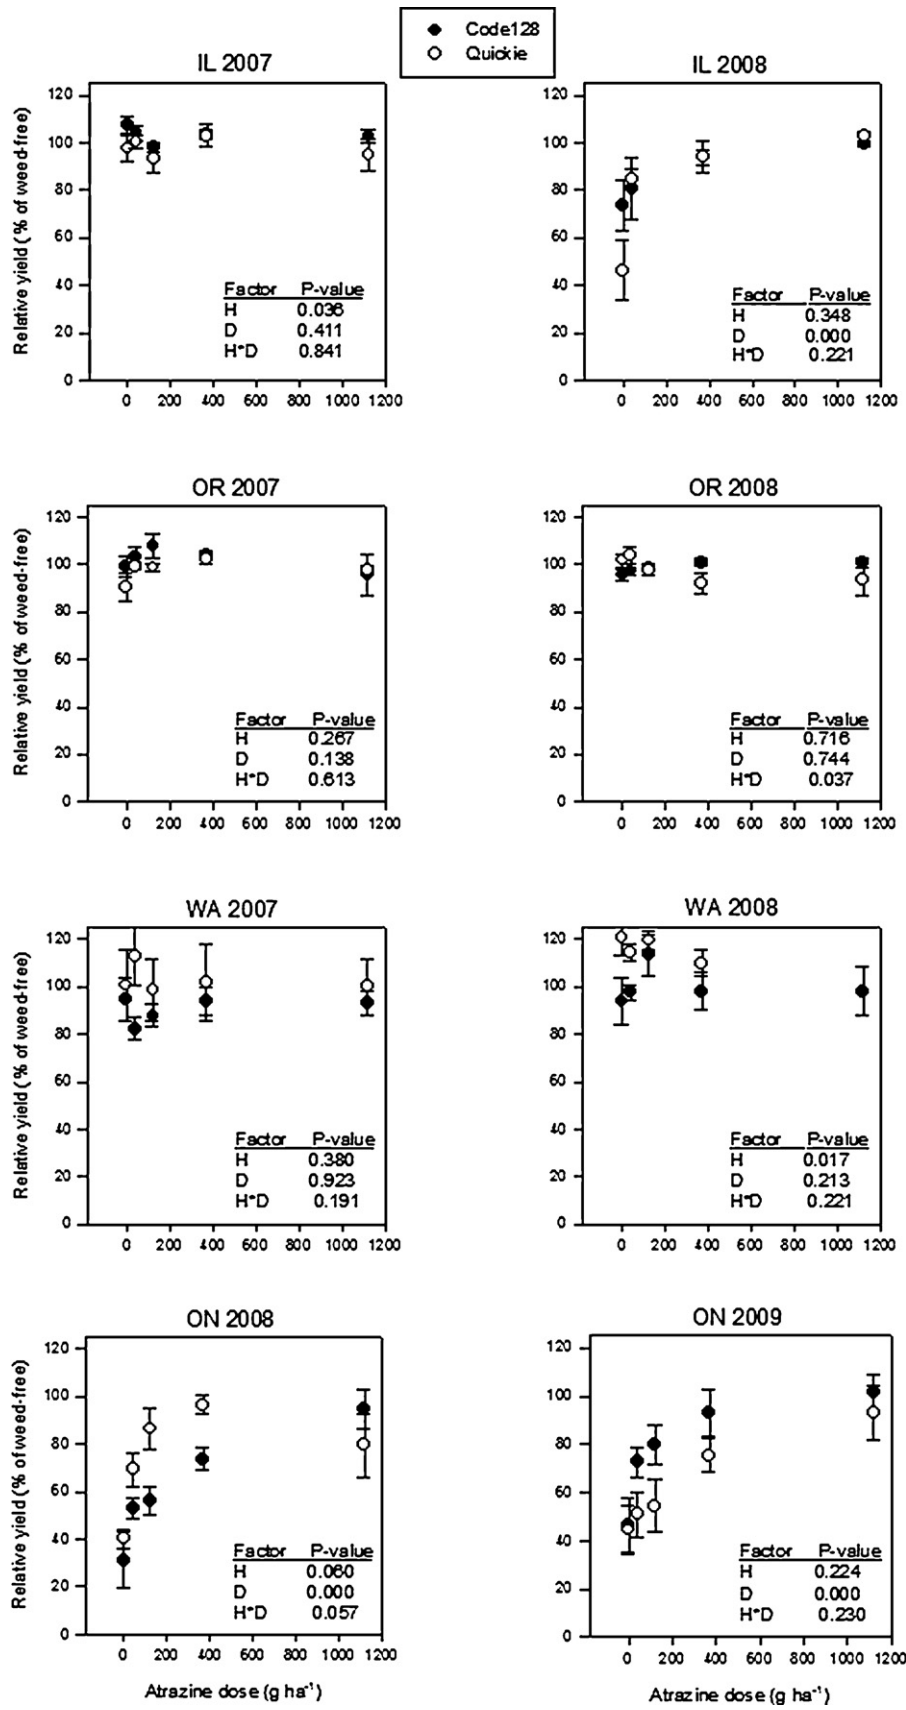 Code128
Quickie
IL 2007
IL 2008
Relative yield (% of weed-free)
120
100
80
60
40
20
0
0 200 400 600 800 1000 1200
Factor P-value
H 0.036
D 0.411
H*D 0.841
120
100
80
60
40
20
0
0 200 400 600 800 1000 1200
Factor P-value
H 0.348
D 0.000
H*D 0.221
OR 2007
OR 2008
Relative yield (% of weed-free)
120
100
80
60
40
20
0
0 200 400 600 800 1000 1200
Factor P-value
H 0.267
D 0.138
H*D 0.613
120
100
80
60
40
20
0
0 200 400 600 800 1000 1200
Factor P-value
H 0.716
D 0.744
H*D 0.037
WA 2007
WA 2008
Relative yield (% of weed-free)
120
100
80
60
40
20
0
0 200 400 600 800 1000 1200
Factor P-value
H 0.380
D 0.923
H*D 0.191
120
100
80
60
40
20
0
0 200 400 600 800 1000 1200
Factor P-value
H 0.017
D 0.213
H*D 0.221
ON 2008
ON 2009
Relative yield (% of weed-free)
120
100
80
60
40
20
0
0 200 400 600 800 1000 1200
Factor P-value
H 0.060
D 0.000
H*D 0.057
Atrazine dose (g ha⁻¹)
120
100
80
60
40
20
0
0 200 400 600 800 1000 1200
Factor P-value
H 0.224
D 0.000
H*D 0.230
Atrazine dose (g ha⁻¹)